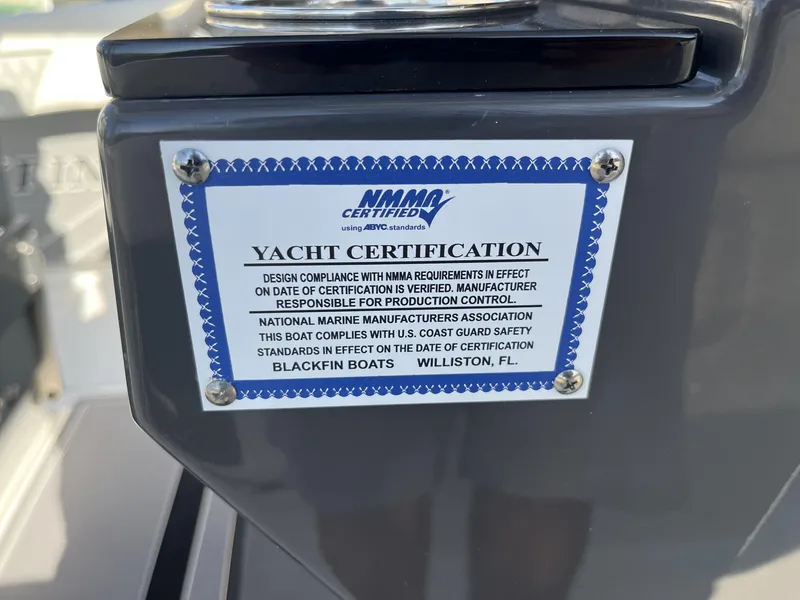 NMMA®
CERTIFIED
using ABYC. standards
YACHT CERTIFICATION
DESIGN COMPLIANCE WITH NMMA REQUIREMENTS IN EFFECT
ON DATE OF CERTIFICATION IS VERIFIED. MANUFACTURER
RESPONSIBLE FOR PRODUCTION CONTROL.
NATIONAL MARINE MANUFACTURERS ASSOCIATION
THIS BOAT COMPLIES WITH U.S. COAST GUARD SAFETY
STANDARDS IN EFFECT ON THE DATE OF CERTIFICATION
BLACKFIN BOATS WILLISTON, FL.